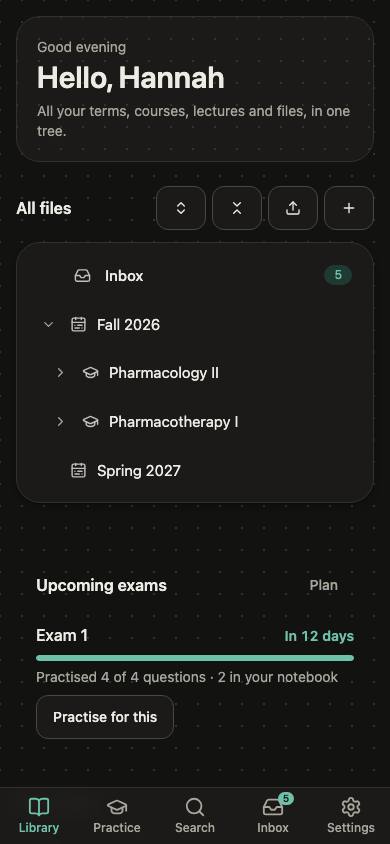 Good evening
Hello, Hannah
All your terms, courses, lectures and files, in one
tree.
All files
Inbox
5
Fall 2026
Pharmacology II
Pharmacotherapy I
Spring 2027
Upcoming exams
Plan
Exam 1
In 12 days
Practised 4 of 4 questions · 2 in your notebook
Practise for this
5
Library
Practice
Search
Inbox
Settings